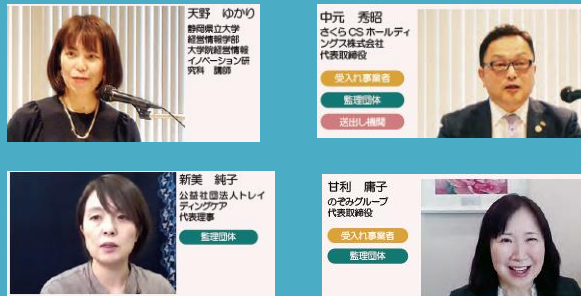 天野 ゆかり
静岡県立大学
経営情報学部
大学院経営情報
イノベーション研
究科 講師
中元 秀昭
さくらCSホールディ
ングス株式会社
代表取締役
受入れ事業者
監理団体
送出し機関
新美 純子
公益社団法人トレイ
ディングケア
代表理事
監理団体
甘利 庸子
のぞみグループ
代表取締役
受入れ事業者
監理団体